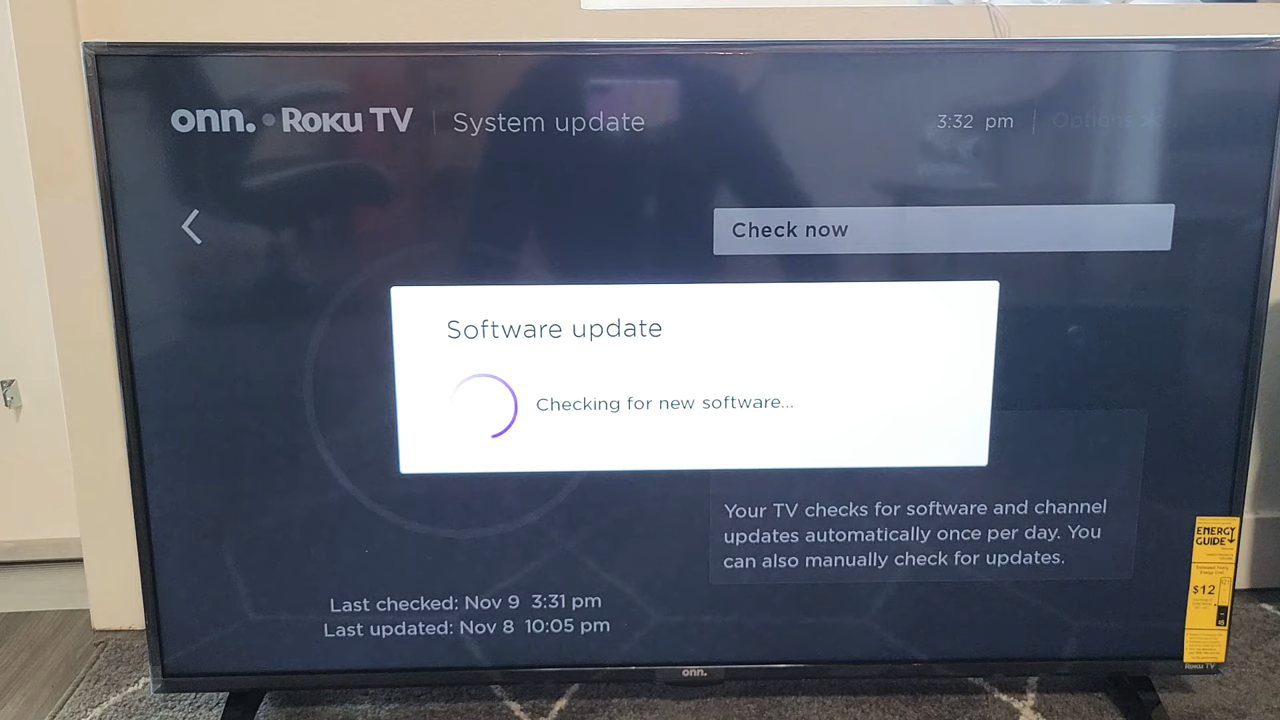 onn. • Roku TV | System update
3:32 pm | Options
Check now
Software update
Checking for new software...
Your TV checks for software and channel
updates automatically once per day. You
can also manually check for updates.
Last checked: Nov 9 3:31 pm
Last updated: Nov 8 10:05 pm
ENERGY
GUIDE
$12
onn.
Roku TV